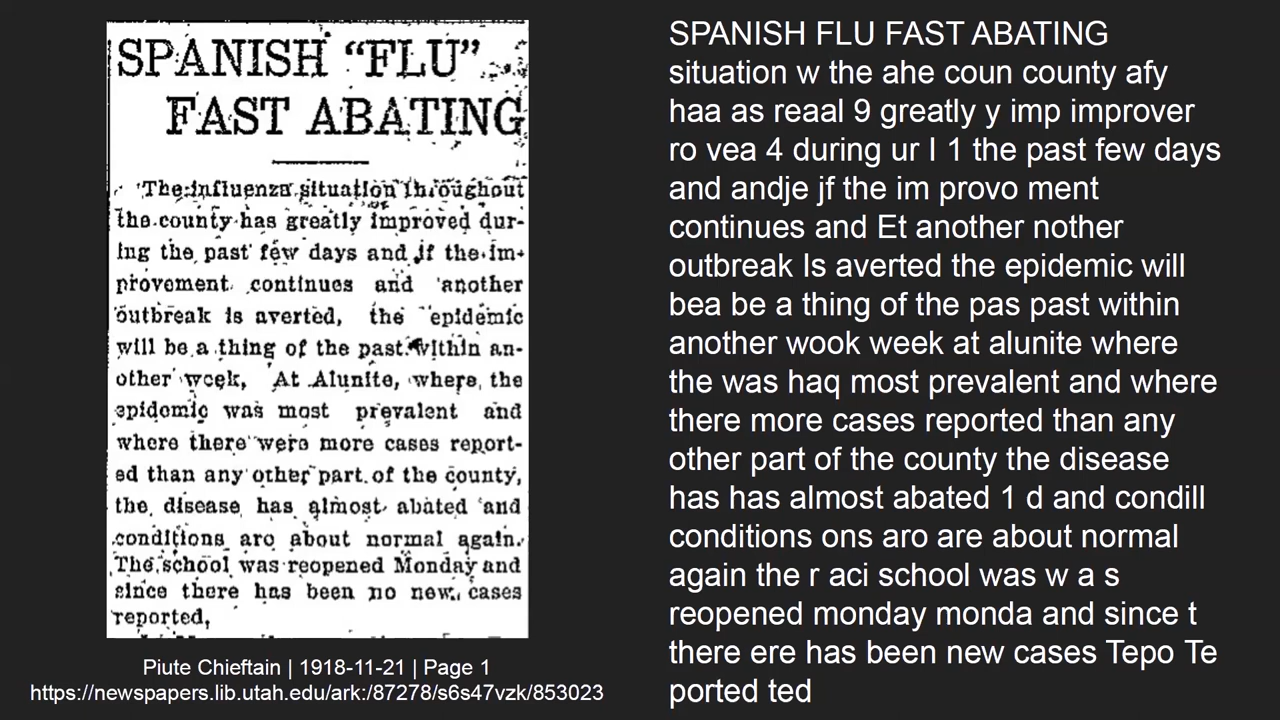 SPANISH “FLU”
FAST ABATING
The influenza situation throughout
the county has greatly improved dur-
ing the past few days and if the im-
provement continues and another
outbreak is averted, the epidemic
will be a thing of the past within an-
other week, At Alunite, where, the
epidemic was most prevalent and
where there were more cases report-
ed than any other part of the county,
the disease has almost abated and
conditions are about normal again.
The school was reopened Monday and
since there has been no new cases
reported,
Piute Chieftain | 1918-11-21 | Page 1
https://newspapers.lib.utah.edu/ark:/87278/s6s47vzk/853023
SPANISH FLU FAST ABATING
situation w the ahe coun county afy
haa as reaal 9 greatly y imp improver
ro vea 4 during ur I 1 the past few days
and andje jf the im provo ment
continues and Et another nother
outbreak Is averted the epidemic will
bea be a thing of the pas past within
another wook week at alunite where
the was haq most prevalent and where
there more cases reported than any
other part of the county the disease
has has almost abated 1 d and condill
conditions ons aro are about normal
again the r aci school was w a s
reopened monday monda and since t
there ere has been new cases Tepo Te
ported ted